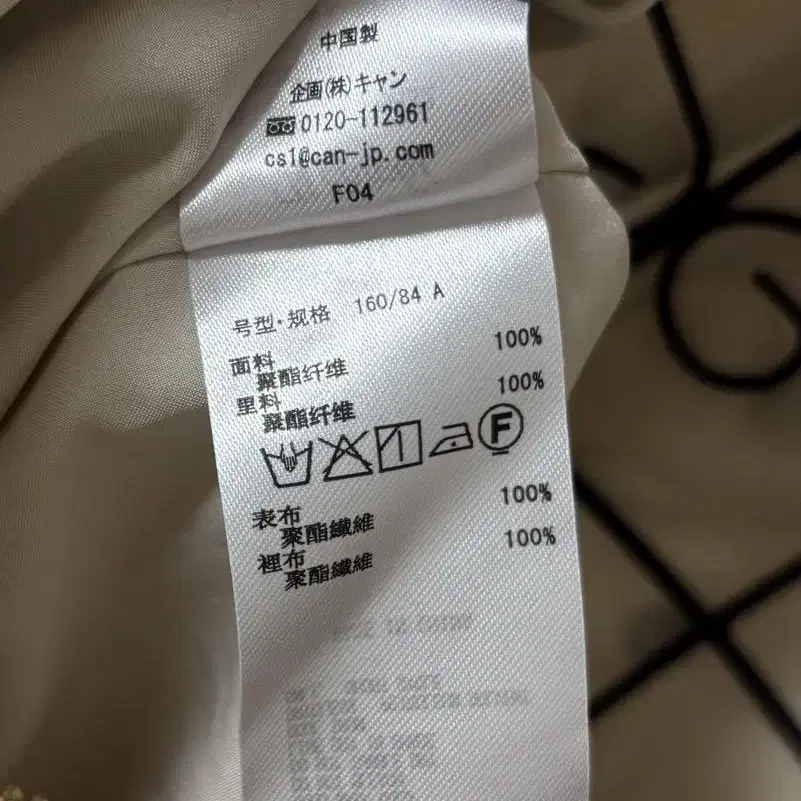 中国製
企画(株)キャン
0120-112961
cs1@can-jp.com
F04
号型·规格 160/84 A
面料 100%
聚酯纤维
里料 100%
聚酯纤维
F
表布 100%
聚酯纖維
裡布 100%
聚酯纖維